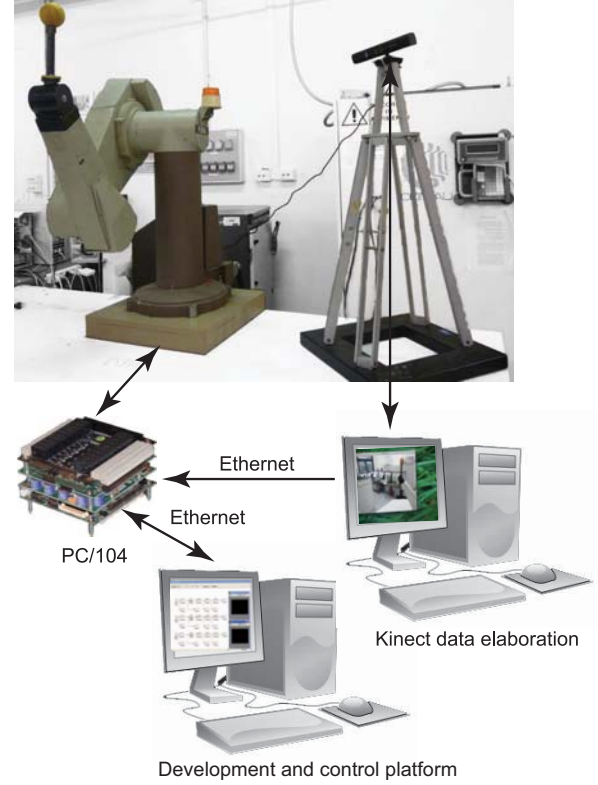 Ethernet
Ethernet
PC/104
Kinect data elaboration
Development and control platform